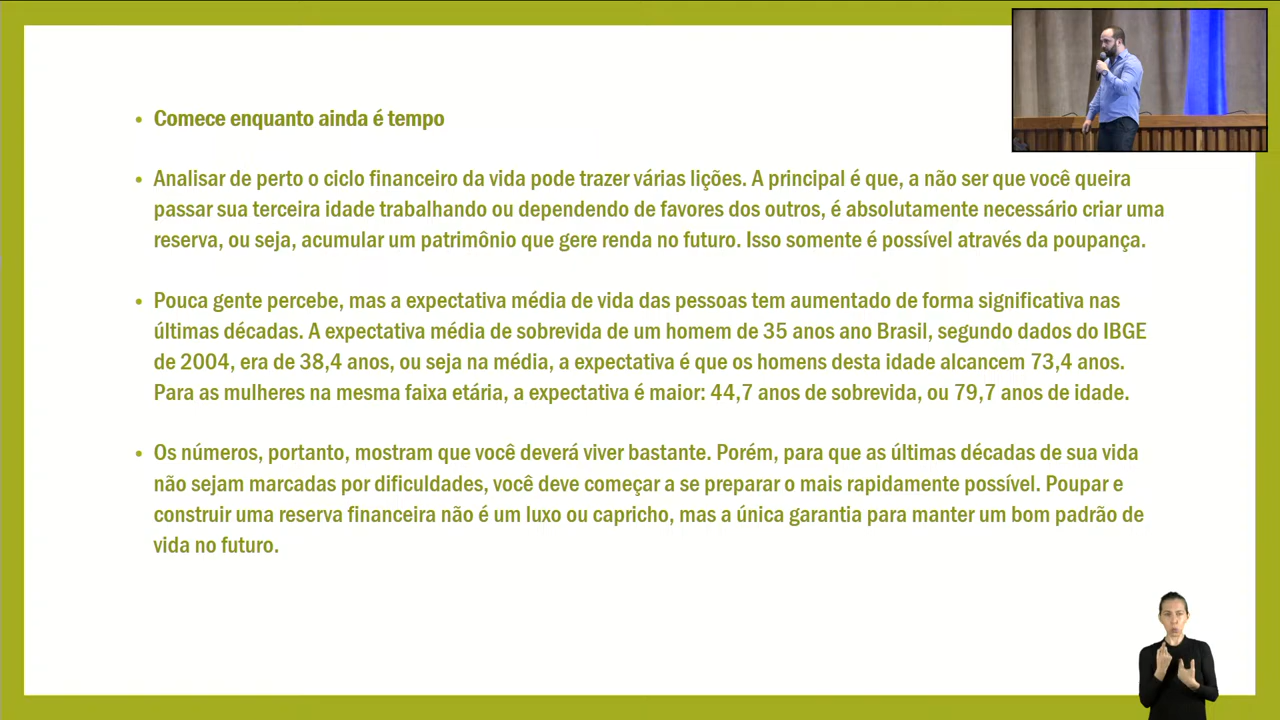 • Comece enquanto ainda é tempo
• Analisar de perto o ciclo financeiro da vida pode trazer várias lições. A principal é que, a não ser que você queira
passar sua terceira idade trabalhando ou dependendo de favores dos outros, é absolutamente necessário criar uma
reserva, ou seja, acumular um patrimônio que gere renda no futuro. Isso somente é possível através da poupança.
• Pouca gente percebe, mas a expectativa média de vida das pessoas tem aumentado de forma significativa nas
últimas décadas. A expectativa média de sobrevida de um homem de 35 anos ano Brasil, segundo dados do IBGE
de 2004, era de 38,4 anos, ou seja na média, a expectativa é que os homens desta idade alcancem 73,4 anos.
Para as mulheres na mesma faixa etária, a expectativa é maior: 44,7 anos de sobrevida, ou 79,7 anos de idade.
• Os números, portanto, mostram que você deverá viver bastante. Porém, para que as últimas décadas de sua vida
não sejam marcadas por dificuldades, você deve começar a se preparar o mais rapidamente possível. Poupar e
construir uma reserva financeira não é um luxo ou capricho, mas a única garantia para manter um bom padrão de
vida no futuro.